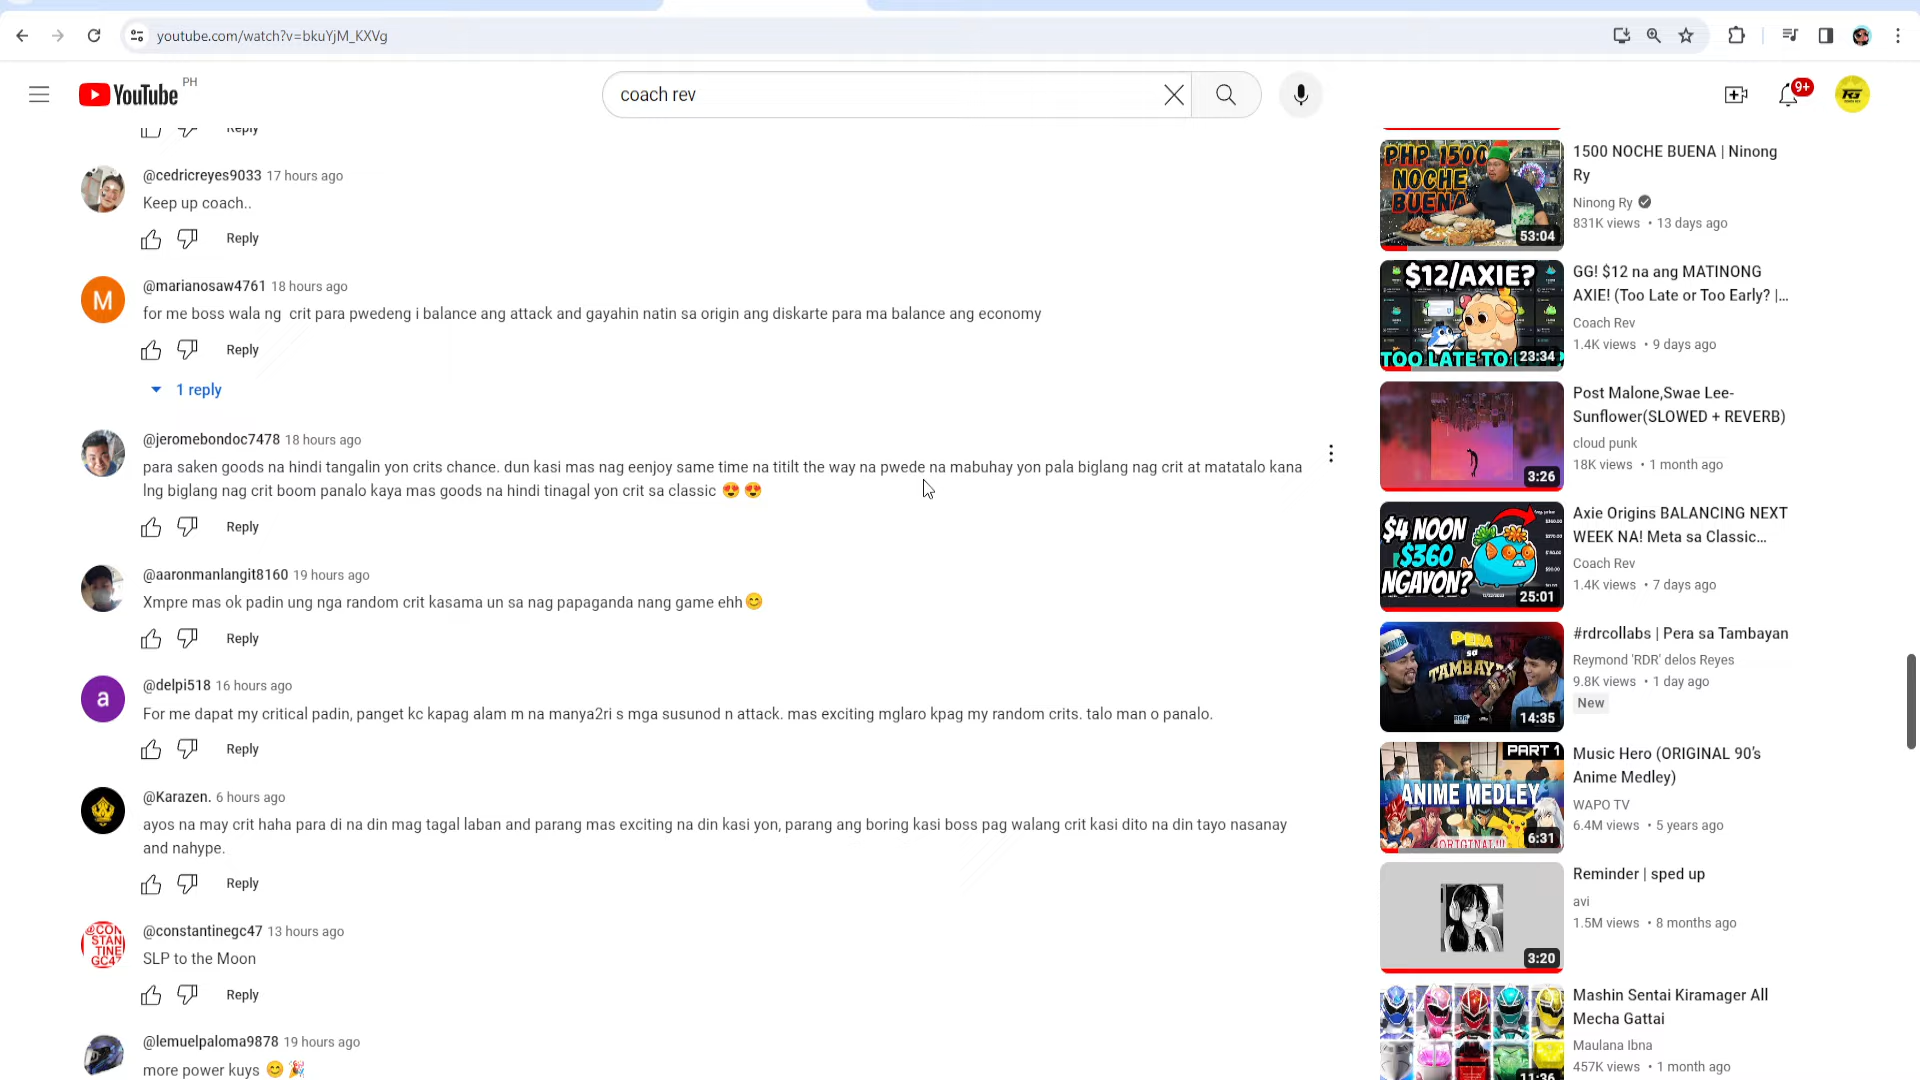 youtube.com/watch?v=bkuYjM_KXVg
YouTube PH
coach rev
9+
Reply
@cedricreyes9033 17 hours ago
Keep up coach..
Reply
@marianosaw4761 18 hours ago
for me boss wala ng crit para pwedeng i balance ang attack and gayahin natin sa origin ang diskarte para ma balance ang economy
Reply
1 reply
@jeromebondoc7478 18 hours ago
para saken goods na hindi tangalin yon crits chance. dun kasi mas nag eenjoy same time na titilt the way na pwede na mabuhay yon pala biglang nag crit at matatalo kana
lng biglang nag crit boom panalo kaya mas goods na hindi tinagal yon crit sa classic 😍 😍
Reply
@aaronmanlangit8160 19 hours ago
Xmpre mas ok padin ung nga random crit kasama un sa nag papaganda nang game ehh😊
Reply
@delpi518 16 hours ago
For me dapat my critical padin, panget kc kapag alam m na manya2ri s mga susunod n attack. mas exciting mglaro kpag my random crits. talo man o panalo.
Reply
@Karazen. 6 hours ago
ayos na may crit haha para di na din mag tagal laban and parang mas exciting na din kasi yon, parang ang boring kasi boss pag walang crit kasi dito na din tayo nasanay
and nahype.
Reply
@CONSTANTINEGC47
@constantinegc47 13 hours ago
SLP to the Moon
Reply
@lemuelpaloma9878 19 hours ago
more power kuys 😊 🎉
PHP 1500
NOCHE
BUENA
53:04
1500 NOCHE BUENA | Ninong
Ry
Ninong Ry
831K views • 13 days ago
$12/AXIE?
TOO LATE TO
23:34
GG! $12 na ang MATINONG
AXIE! (Too Late or Too Early? |...
Coach Rev
1.4K views • 9 days ago
3:26
Post Malone,Swae Lee-
Sunflower(SLOWED + REVERB)
cloud punk
18K views • 1 month ago
$4 NOON
$360
NGAYON?
25:01
Axie Origins BALANCING NEXT
WEEK NA! Meta sa Classic...
Coach Rev
1.4K views • 7 days ago
PERA
sa
TAMBAYAN
14:35
#rdrcollabs | Pera sa Tambayan
Reymond 'RDR' delos Reyes
9.8K views • 1 day ago
New
PART 1
ANIME MEDLEY
ORIGINAL!!!
6:31
Music Hero (ORIGINAL 90's
Anime Medley)
WAPO TV
6.4M views • 5 years ago
3:20
Reminder | sped up
avi
1.5M views • 8 months ago
11:36
Mashin Sentai Kiramager All
Mecha Gattai
Maulana Ibna
457K views • 1 month ago